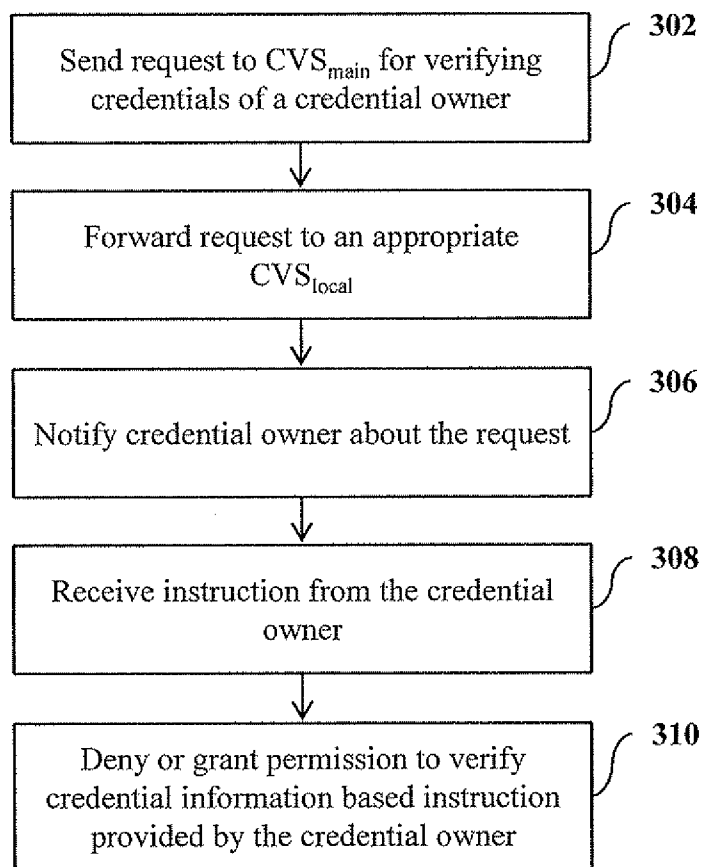 302
Send request to CVSmain for verifying
credentials of a credential owner
304
Forward request to an appropriate
CVSlocal
306
Notify credential owner about the request
308
Receive instruction from the credential
owner
310
Deny or grant permission to verify
credential information based instruction
provided by the credential owner